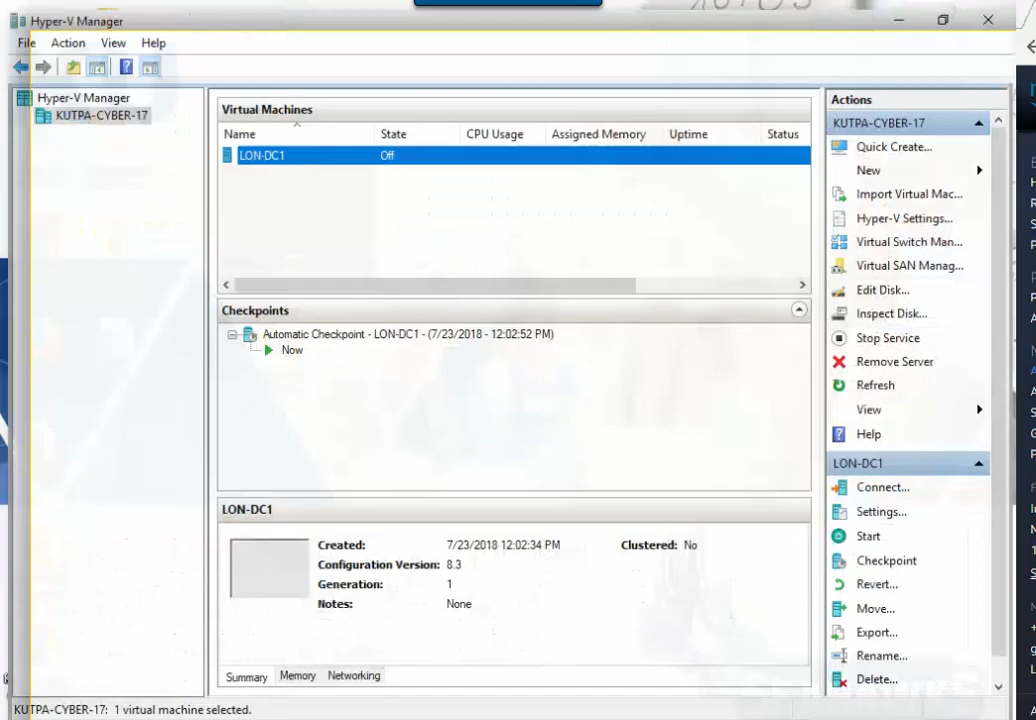 Hyper-V Manager
File Action View Help
Hyper-V Manager
KUTPA-CYBER-17
Virtual Machines
Name State CPU Usage Assigned Memory Uptime Status
LON-DC1 Off
Checkpoints
Automatic Checkpoint - LON-DC1 - (7/23/2018 - 12:02:52 PM)
Now
LON-DC1
Created: 7/23/2018 12:02:34 PM Clustered: No
Configuration Version: 8.3
Generation: 1
Notes: None
Summary Memory Networking
Actions
KUTPA-CYBER-17
Quick Create...
New
Import Virtual Mac...
Hyper-V Settings...
Virtual Switch Man...
Virtual SAN Manag...
Edit Disk...
Inspect Disk...
Stop Service
Remove Server
Refresh
View
Help
LON-DC1
Connect...
Settings...
Start
Checkpoint
Revert...
Move...
Export...
Rename...
Delete...
KUTPA-CYBER-17: 1 virtual machine selected.